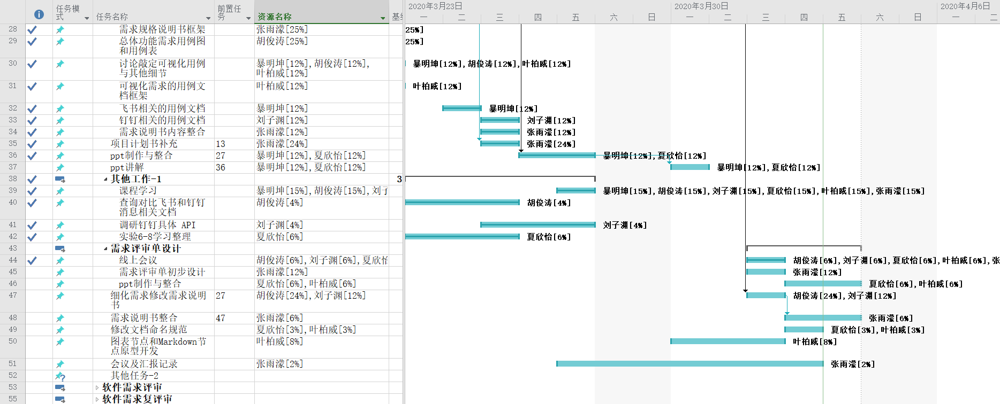 任务模式 任务名称 前置任务 资源名称 基 2020年3月23日 2020年3月30日 2020年4月6日
一 二 三 四 五 六 日 一 二 三 四 五 六 日 一 二
28 需求规格说明书框架 张雨濛[25%] 25%]
29 总体功能需求用例图和用例表 胡俊涛[25%] 25%]
30 讨论敲定可视化用例与其他细节 暴明坤[12%],胡俊涛[12%],叶柏威[12%] 暴明坤[12%],胡俊涛[12%],叶柏威[12%]
31 可视化需求的用例文档框架 叶柏威[12%] 叶柏威[12%]
32 飞书相关的用例文档 暴明坤[12%] 暴明坤[12%]
33 钉钉相关的用例文档 刘子渊[12%] 刘子渊[12%]
34 需求说明书内容整合 张雨濛[12%] 张雨濛[12%]
35 项目计划书补充 13 张雨濛[24%] 张雨濛[24%]
36 ppt制作与整合 27 暴明坤[12%],夏欣怡[12%] 暴明坤[12%],夏欣怡[12%]
37 ppt讲解 36 暴明坤[12%],夏欣怡[12%] 暴明坤[12%],夏欣怡[12%]
38 其他工作-1 3
39 课程学习 暴明坤[15%],胡俊涛[15%],刘子 暴明坤[15%],胡俊涛[15%],刘子渊[15%],夏欣怡[15%],叶柏威[15%],张雨濛[15%]
40 查询对比飞书和钉钉消息相关文档 胡俊涛[4%] 胡俊涛[4%]
41 调研钉钉具体 API 刘子渊[4%] 刘子渊[4%]
42 实验6-8学习整理 夏欣怡[6%] 夏欣怡[6%]
43 需求评审单设计
44 线上会议 胡俊涛[6%],刘子渊[6%],夏欣怡 胡俊涛[6%],刘子渊[6%],夏欣怡[6%],叶柏威[6%],张
45 需求评审单初步设计 张雨濛[12%] 张雨濛[12%]
46 ppt制作与整合 夏欣怡[6%],叶柏威[6%] 夏欣怡[6%],叶柏威[6%]
47 细化需求修改需求说明书 27 胡俊涛[24%],刘子渊[12%] 胡俊涛[24%],刘子渊[12%]
48 需求说明书整合 47 张雨濛[6%] 张雨濛[6%]
49 修改文档命名规范 夏欣怡[3%],叶柏威[3%] 夏欣怡[3%],叶柏威[3%]
50 图表节点和Markdown节点原型开发 叶柏威[8%] 叶柏威[8%]
51 会议及汇报记录 张雨濛[2%] 张雨濛[2%]
52 其他任务-2
53 软件需求评审
55 软件需求复评审